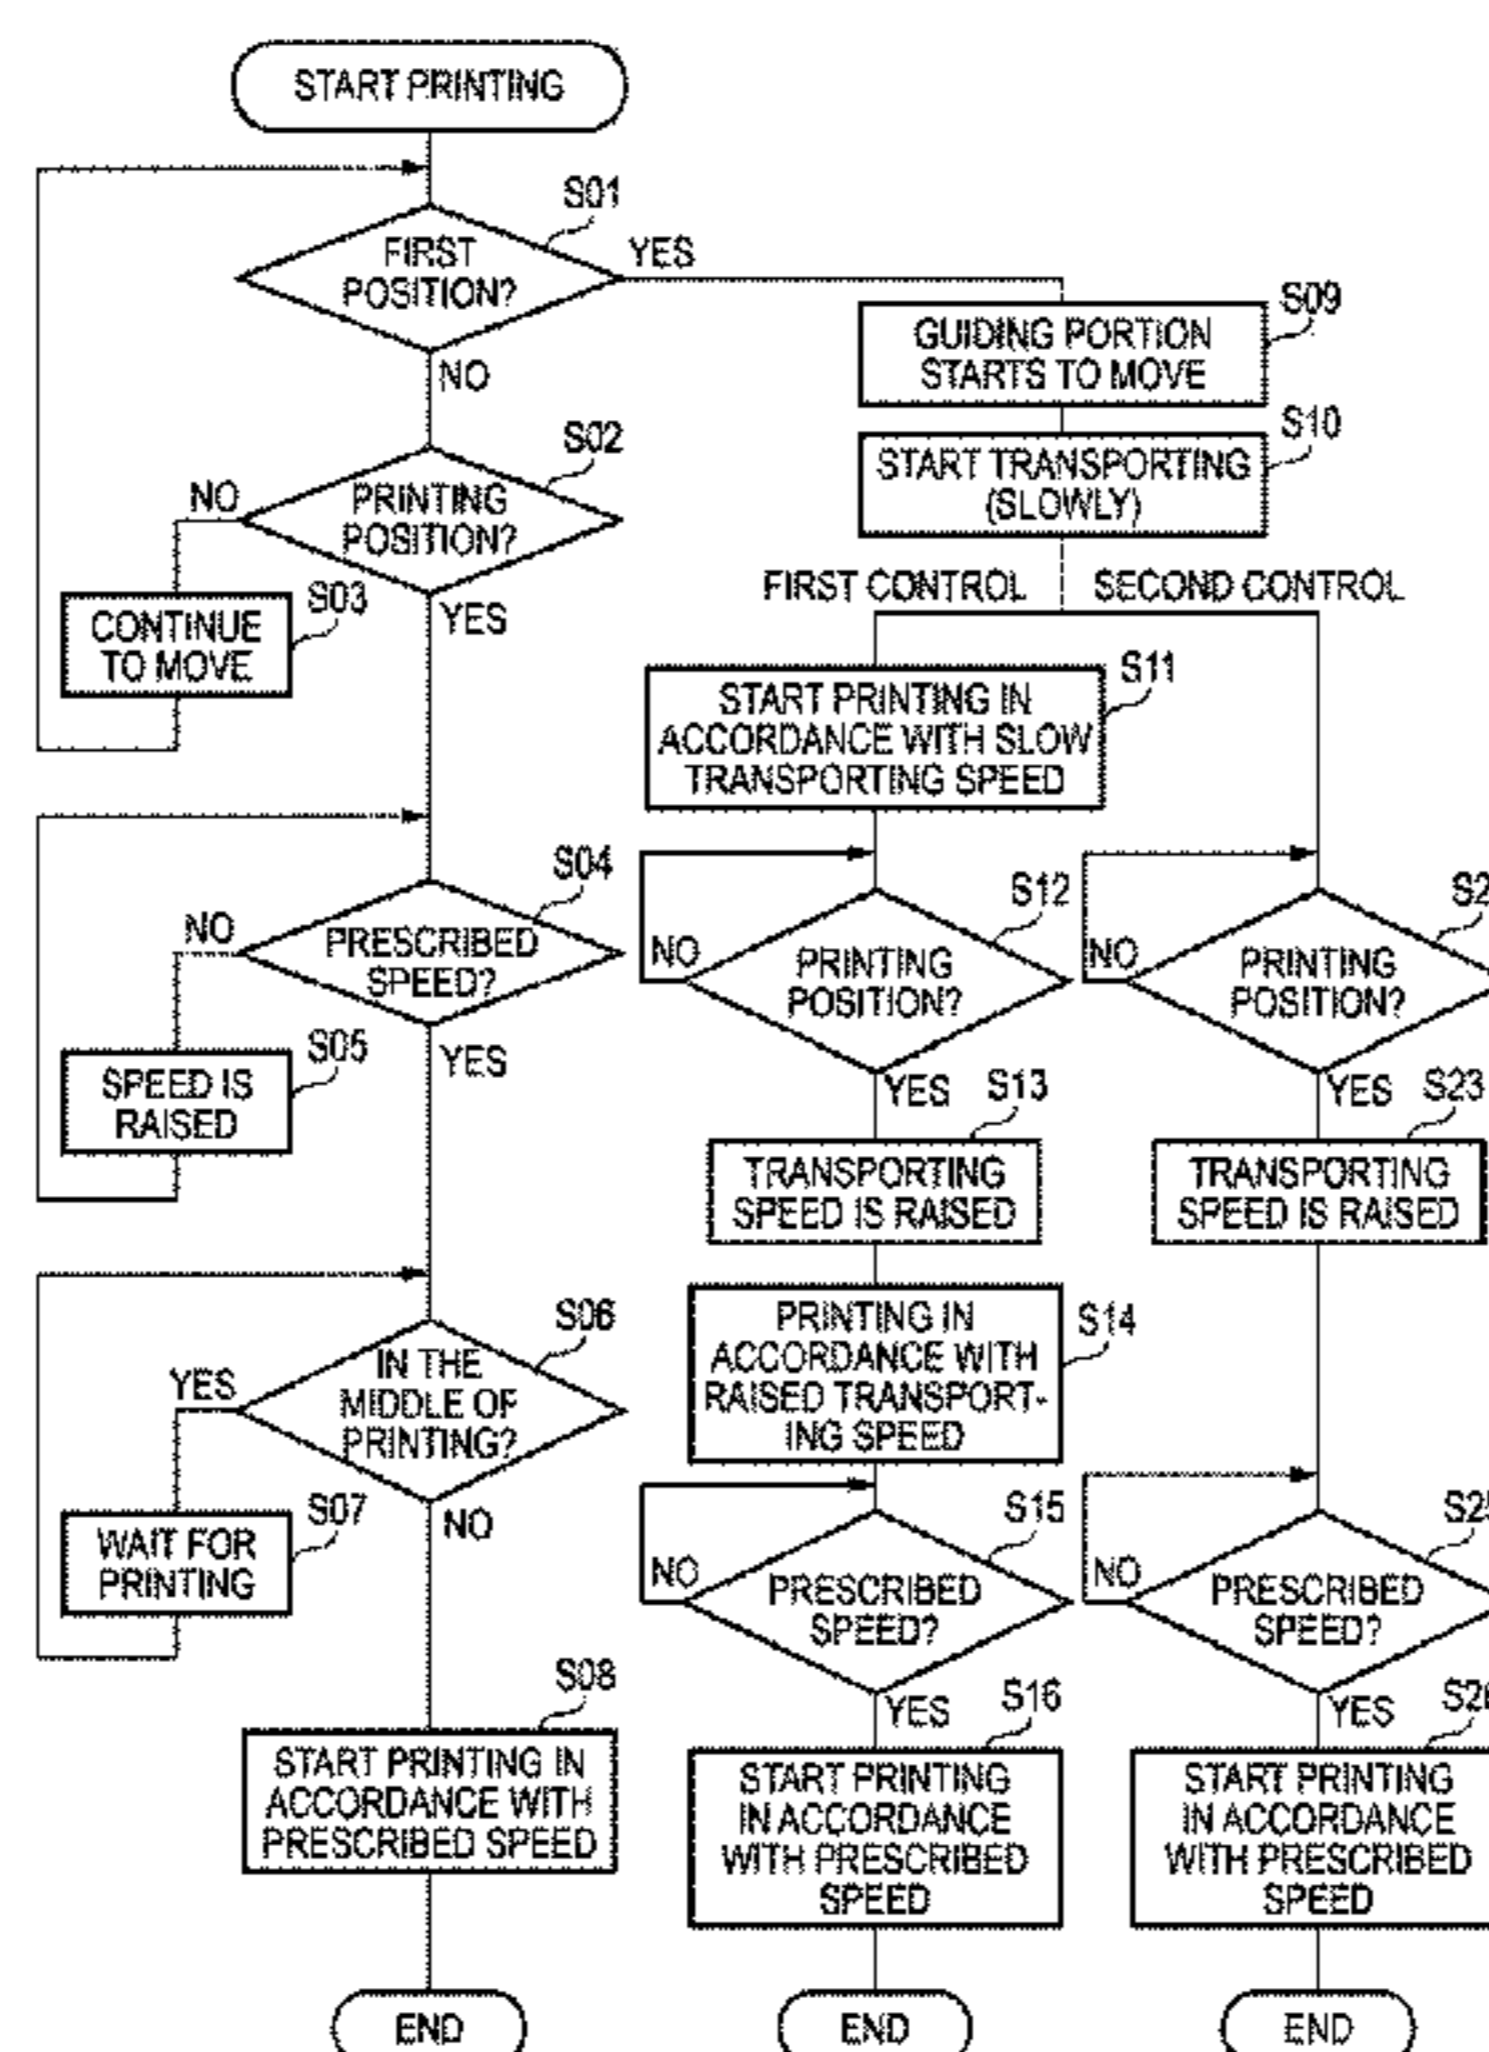 START PRINTING
S01
FIRST
POSITION?
YES
NO
S02
PRINTING
POSITION?
NO
YES
S03
CONTINUE
TO MOVE
S04
PRESCRIBED
SPEED?
NO
YES
S05
SPEED IS
RAISED
S06
IN THE
MIDDLE OF
PRINTING?
YES
NO
S07
WAIT FOR
PRINTING
S08
START PRINTING IN
ACCORDANCE WITH
PRESCRIBED SPEED
END
S09
GUIDING PORTION
STARTS TO MOVE
S10
START TRANSPORTING
(SLOWLY)
FIRST CONTROL
SECOND CONTROL
S11
START PRINTING IN
ACCORDANCE WITH SLOW
TRANSPORTING SPEED
S12
PRINTING
POSITION?
NO
YES
S13
TRANSPORTING
SPEED IS RAISED
S14
PRINTING IN
ACCORDANCE WITH
RAISED TRANSPORT-
ING SPEED
S15
PRESCRIBED
SPEED?
NO
YES
S16
START PRINTING
IN ACCORDANCE
WITH PRESCRIBED
SPEED
END
PRINTING
POSITION?
NO
YES
S23
TRANSPORTING
SPEED IS RAISED
PRESCRIBED
SPEED?
NO
YES
START PRINTING
IN ACCORDANCE
WITH PRESCRIBED
SPEED
END